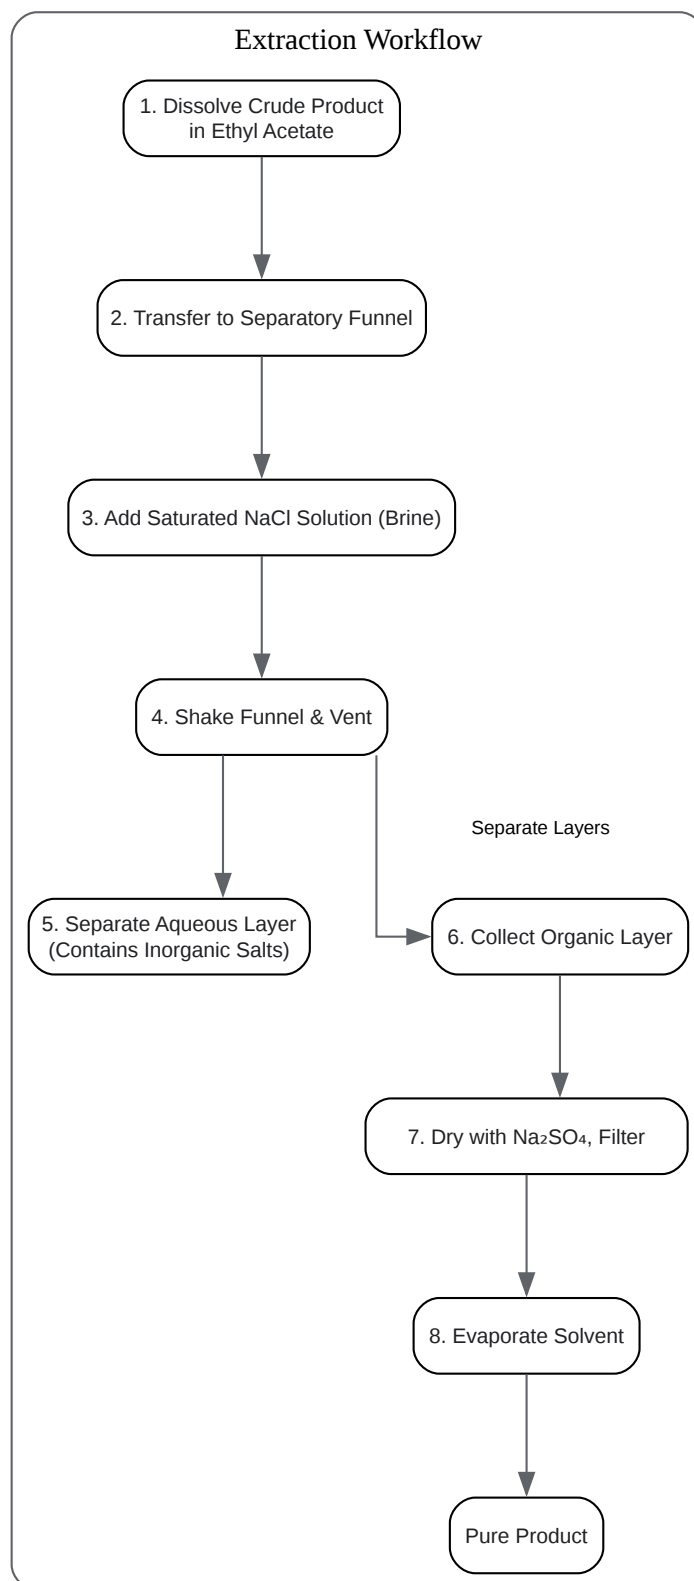 Extraction Workflow
1. Dissolve Crude Product
in Ethyl Acetate
2. Transfer to Separatory Funnel
3. Add Saturated NaCl Solution (Brine)
4. Shake Funnel & Vent
Separate Layers
5. Separate Aqueous Layer
(Contains Inorganic Salts)
6. Collect Organic Layer
7. Dry with Na₂SO₄, Filter
8. Evaporate Solvent
Pure Product